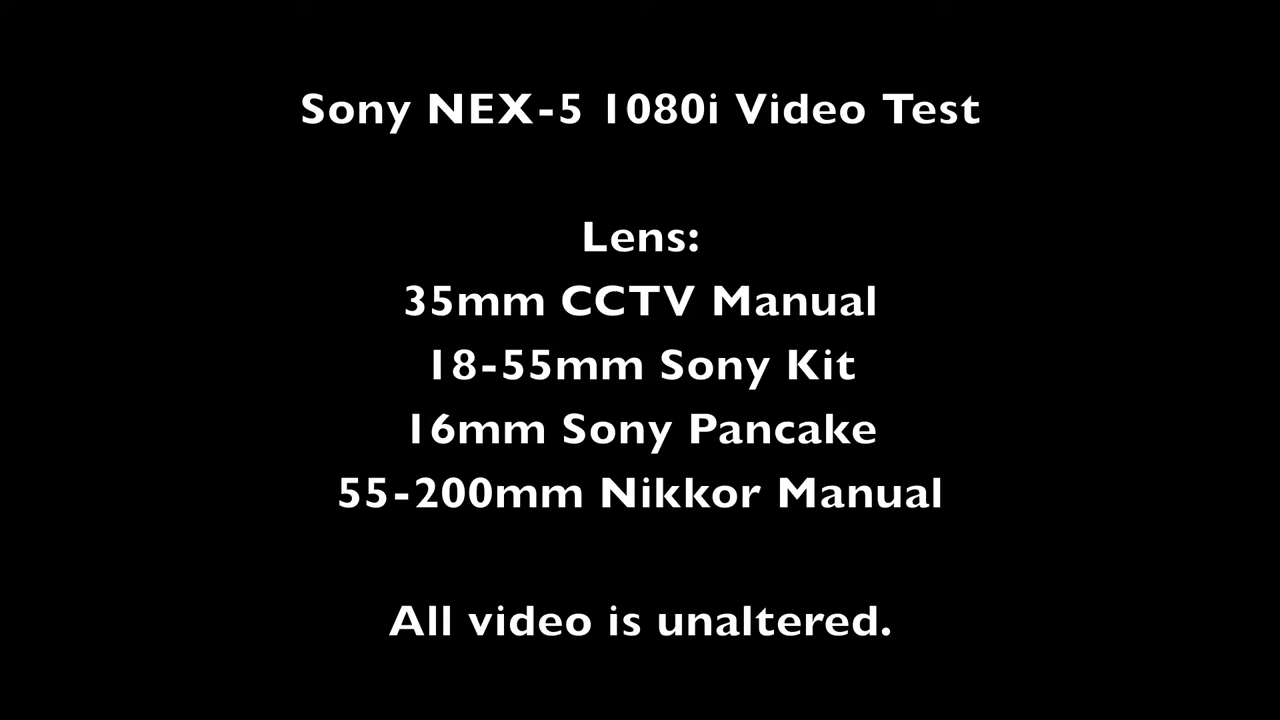 Sony NEX-5 1080i Video Test
Lens:
35mm CCTV Manual
18-55mm Sony Kit
16mm Sony Pancake
55-200mm Nikkor Manual
All video is unaltered.